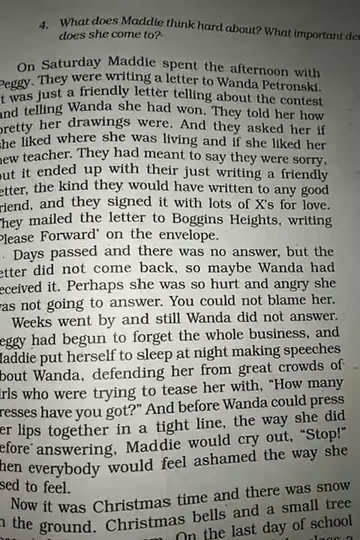 4. What does Maddie think hard about? What important
does she come to?
On Saturday Maddie spent the afternoon with
Peggy. They were writing a letter to Wanda Petronski.
t was just a friendly letter telling about the contest
and telling Wanda she had won. They told her how
pretty her drawings were. And they asked her if
she liked where she was living and if she liked her
new teacher. They had meant to say they were sorry,
but it ended up with their just writing a friendly
etter, the kind they would have written to any good
riend, and they signed it with lots of X's for love.
They mailed the letter to Boggins Heights, writing
Please Forward' on the envelope.
Days passed and there was no answer, but the
etter did not come back, so maybe Wanda had
eceived it. Perhaps she was so hurt and angry she
as not going to answer. You could not blame her.
Weeks went by and still Wanda did not answer.
eggy had begun to forget the whole business, and
Maddie put herself to sleep at night making speeches
bout Wanda, defending her from great crowds of
irls who were trying to tease her with, "How many
resses have you got?" And before Wanda could press
er lips together in a tight line, the way she did
efore answering, Maddie would cry out, "Stop!"
hen everybody would feel ashamed the way she
sed to feel.
Now it was Christmas time and there was snow
n the ground. Christmas bells and a small tree
On the last day of school